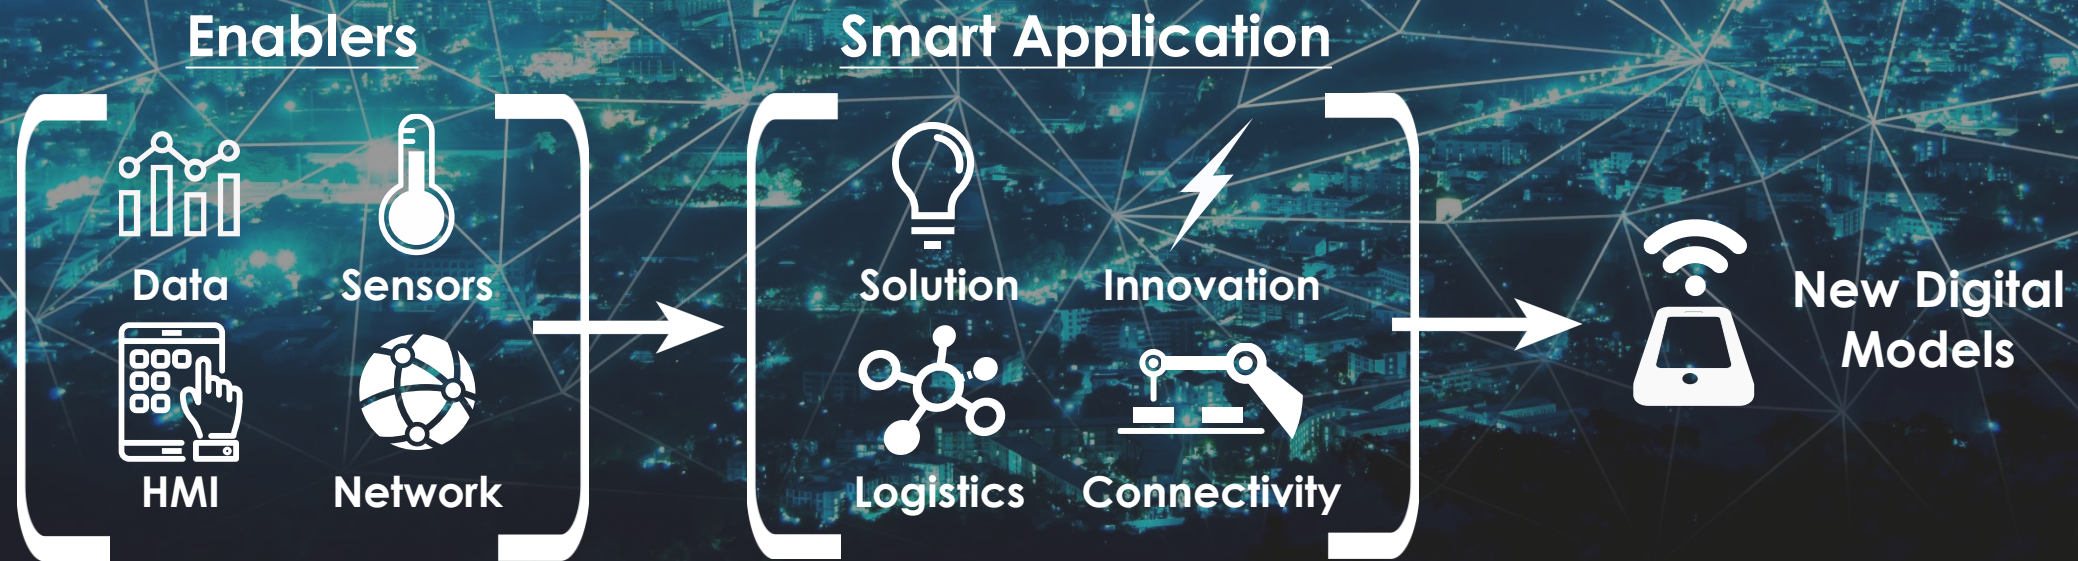 Enablers
Smart Application
Data
Sensors
HMI
Network
Solution
Innovation
Logistics
Connectivity
New Digital
Models